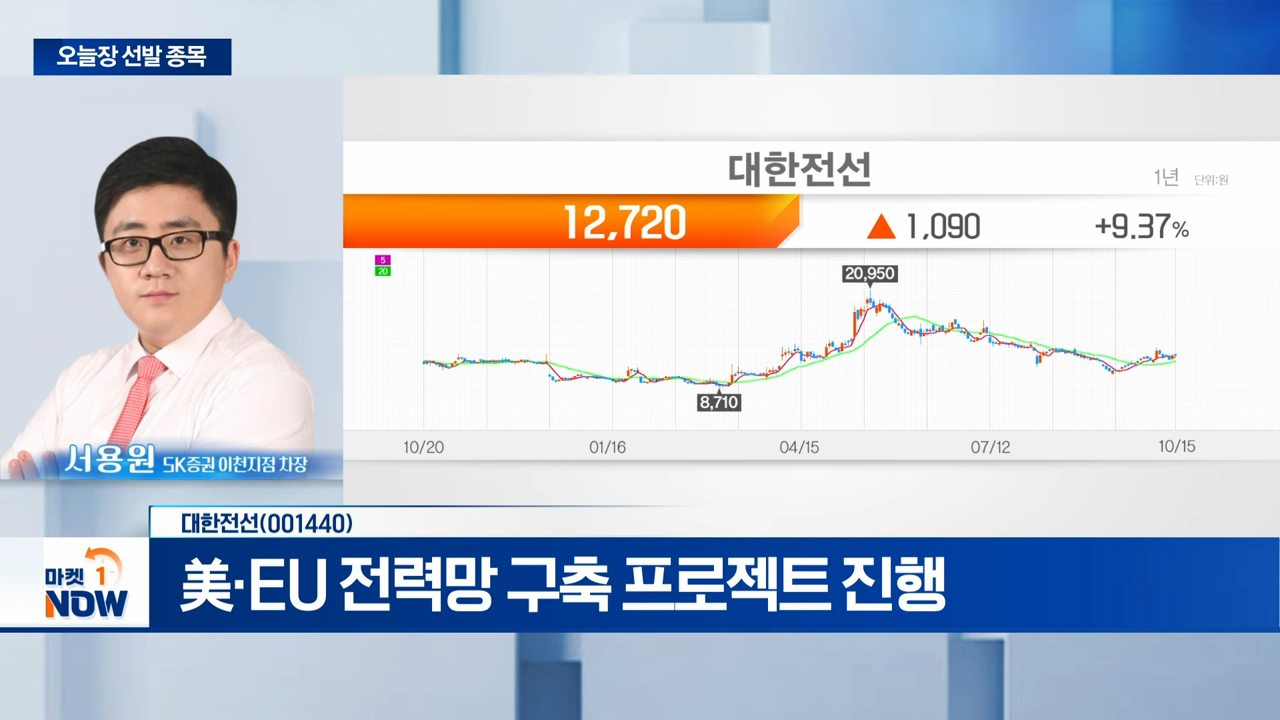 오늘장 선발 종목
대한전선
1년 단위:원
12,720 ▲ 1,090 +9.37%
5
20
20,950
8,710
10/20 01/16 04/15 07/12 10/15
서용원 SK증권 이천지점 차장
대한전선(001440)
마켓 1
NOW
美·EU 전력망 구축 프로젝트 진행